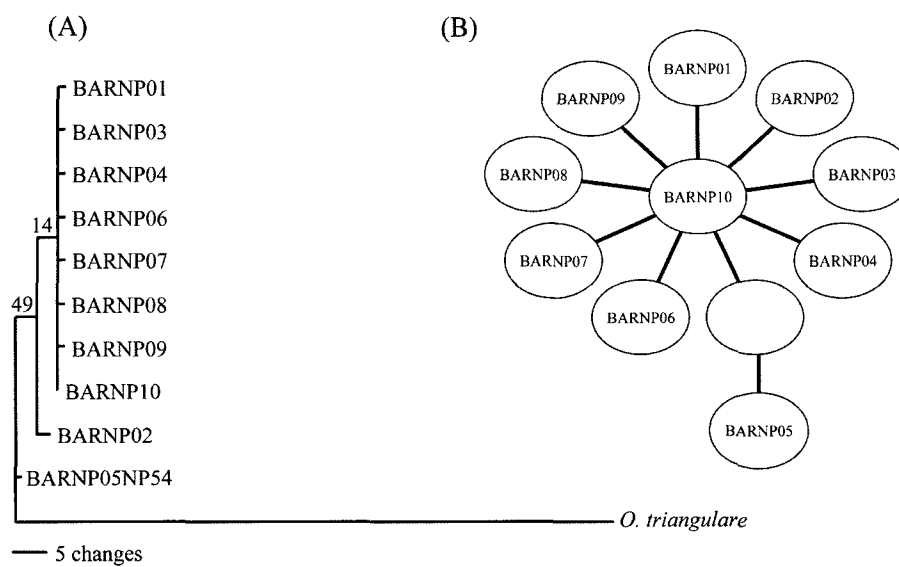 (A)
BARNP01
BARNP03
BARNP04
BARNP06
14
BARNP07
BARNP08
49
BARNP09
BARNP10
BARNP02
BARNP05NP54
O. triangulare
5 changes
(B)
BARNP01
BARNP09
BARNP02
BARNP08
BARNP03
BARNP10
BARNP07
BARNP04
BARNP06
BARNP05